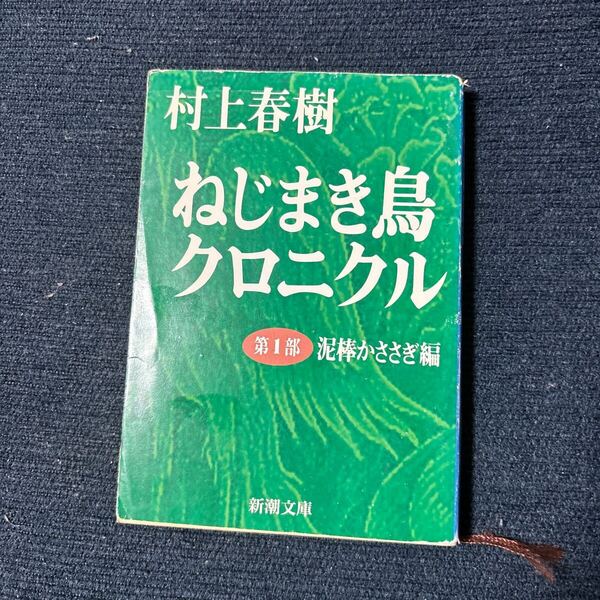 村上春樹
ねじまき鳥
クロニクル
第1部 泥棒かささぎ編
新潮文庫